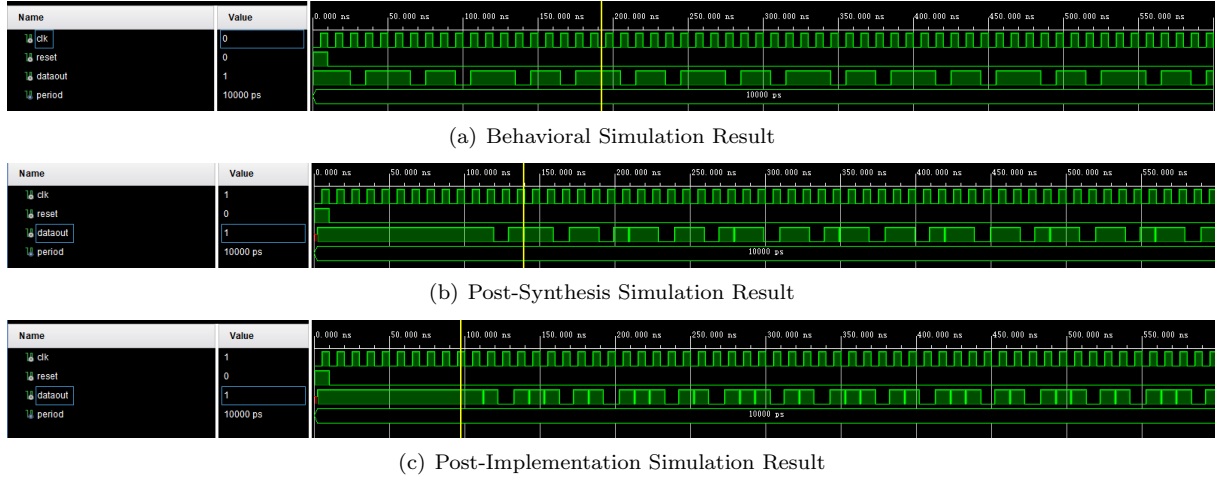 Name Value 0.000 ns 50.000 ns 100.000 ns 150.000 ns 200.000 ns 250.000 ns 300.000 ns 350.000 ns 400.000 ns 450.000 ns 500.000 ns 550.000 ns
clk 0
reset 0
dataout 1
period 10000 ps 10000 ps
(a) Behavioral Simulation Result
Name Value 0.000 ns 50.000 ns 100.000 ns 150.000 ns 200.000 ns 250.000 ns 300.000 ns 350.000 ns 400.000 ns 450.000 ns 500.000 ns 550.000 ns
clk 1
reset 0
dataout 1
period 10000 ps 10000 ps
(b) Post-Synthesis Simulation Result
Name Value 0.000 ns 50.000 ns 100.000 ns 150.000 ns 200.000 ns 250.000 ns 300.000 ns 350.000 ns 400.000 ns 450.000 ns 500.000 ns 550.000 ns
clk 1
reset 0
dataout 1
period 10000 ps 10000 ps
(c) Post-Implementation Simulation Result